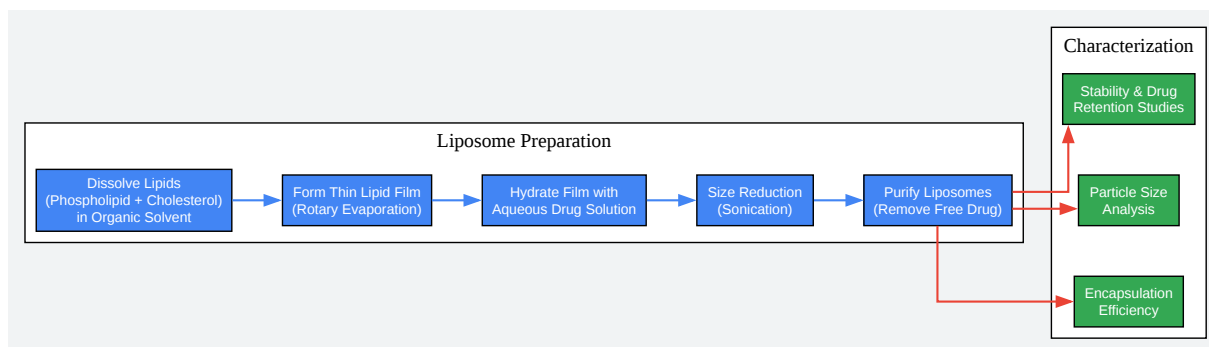 Liposome Preparation
Dissolve Lipids
(Phospholipid + Cholesterol)
in Organic Solvent
Form Thin Lipid Film
(Rotary Evaporation)
Hydrate Film with
Aqueous Drug Solution
Size Reduction
(Sonication)
Purify Liposomes
(Remove Free Drug)
Characterization
Stability & Drug
Retention Studies
Particle Size
Analysis
Encapsulation
Efficiency